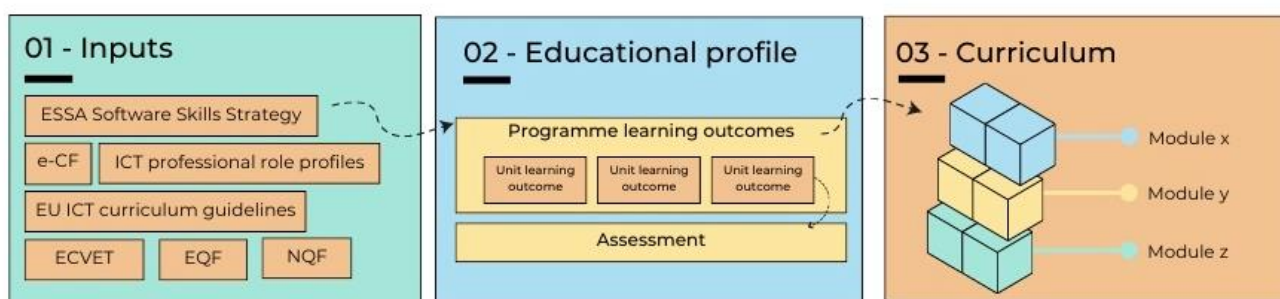 01 - Inputs
ESSA Software Skills Strategy
e-CF
ICT professional role profiles
EU ICT curriculum guidelines
ECVET
EQF
NQF
02 - Educational profile
Programme learning outcomes
Unit learning
outcome
Unit learning
outcome
Unit learning
outcome
Assessment
03 - Curriculum
Module x
Module y
Module z